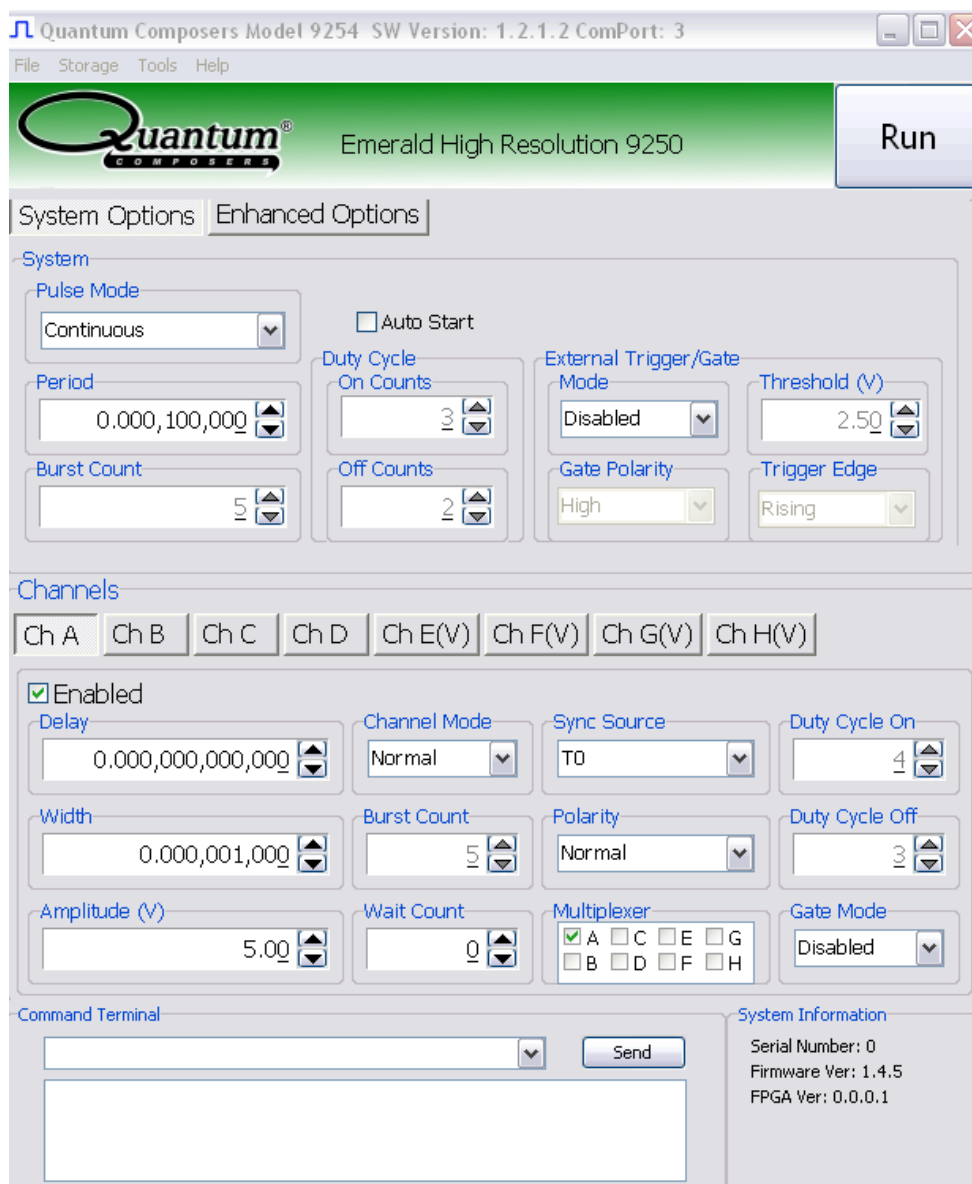 Quantum Composers Model 9254 SW Version: 1.2.1.2 ComPort: 3
File Storage Tools Help
Quantum®
COMPOSERS
Emerald High Resolution 9250
Run
System Options Enhanced Options
System
Pulse Mode
Continuous
Auto Start
Duty Cycle
External Trigger/Gate
Period
On Counts
Mode
Threshold (V)
0.000,100,000
3
Disabled
2.50
Burst Count
Off Counts
Gate Polarity
Trigger Edge
5
2
High
Rising
Channels
Ch A Ch B Ch C Ch D Ch E(V) Ch F(V) Ch G(V) Ch H(V)
Enabled
Delay
Channel Mode
Sync Source
Duty Cycle On
0.000,000,000,000
Normal
T0
4
Width
Burst Count
Polarity
Duty Cycle Off
0.000,001,000
5
Normal
3
Amplitude (V)
Wait Count
Multiplexer
Gate Mode
5.00
0
A C E G
B D F H
Disabled
Command Terminal
System Information
Send
Serial Number: 0
Firmware Ver: 1.4.5
FPGA Ver: 0.0.0.1